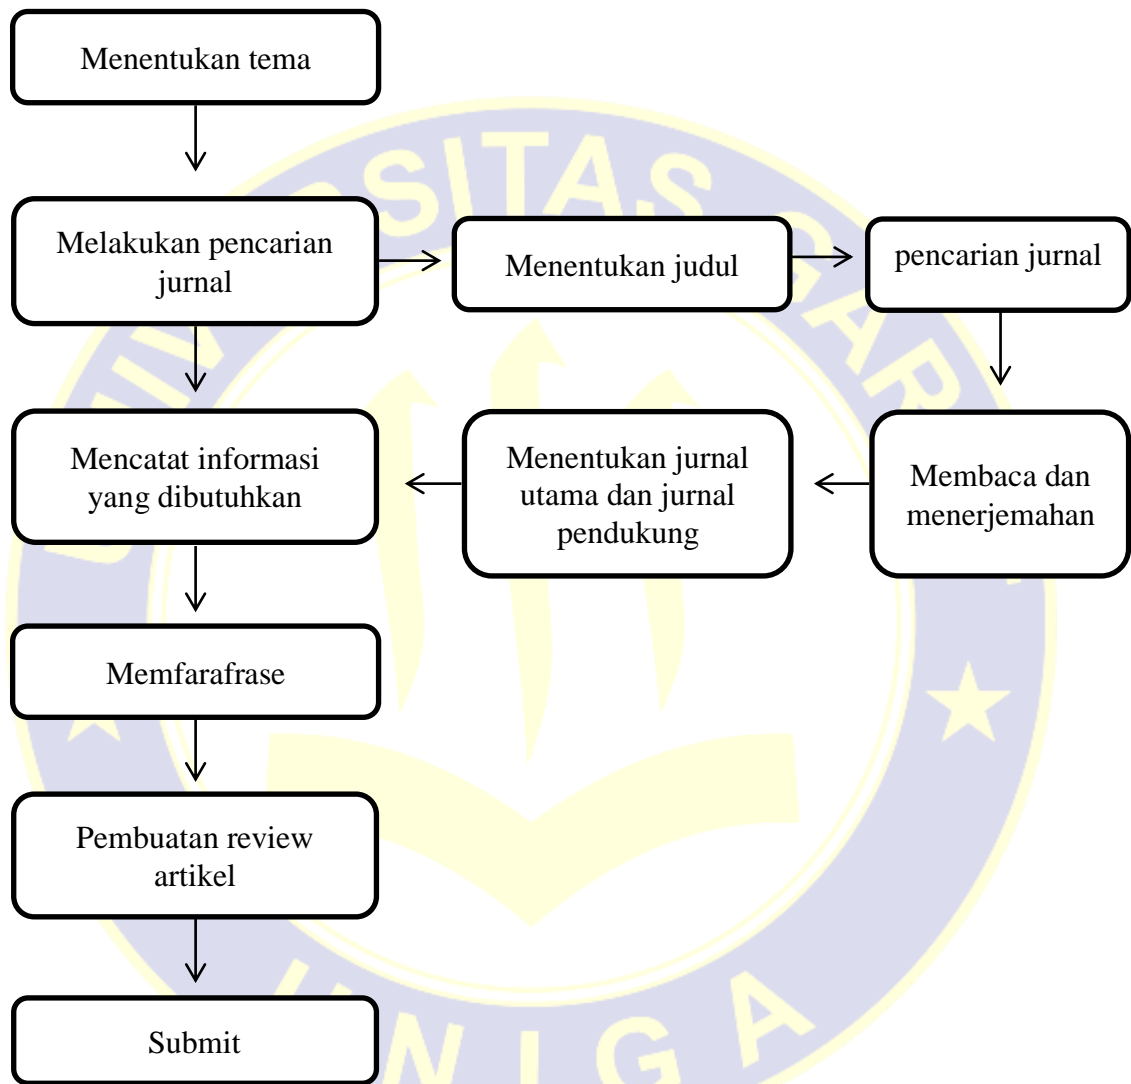 Menentukan tema
Melakukan pencarian
jurnal
Menentukan judul
pencarian jurnal
Mencatat informasi
yang dibutuhkan
Menentukan jurnal
utama dan jurnal
pendukung
Membaca dan
menerjemahan
Memfarafrase
Pembuatan review
artikel
Submit
UNIGA